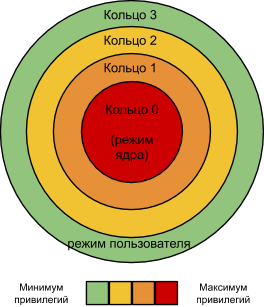 Кольцо 3
Кольцо 2
Кольцо 1
Кольцо 0
(режим
ядра)
режим пользователя
Минимум
привилегий
Максимум
привилегий